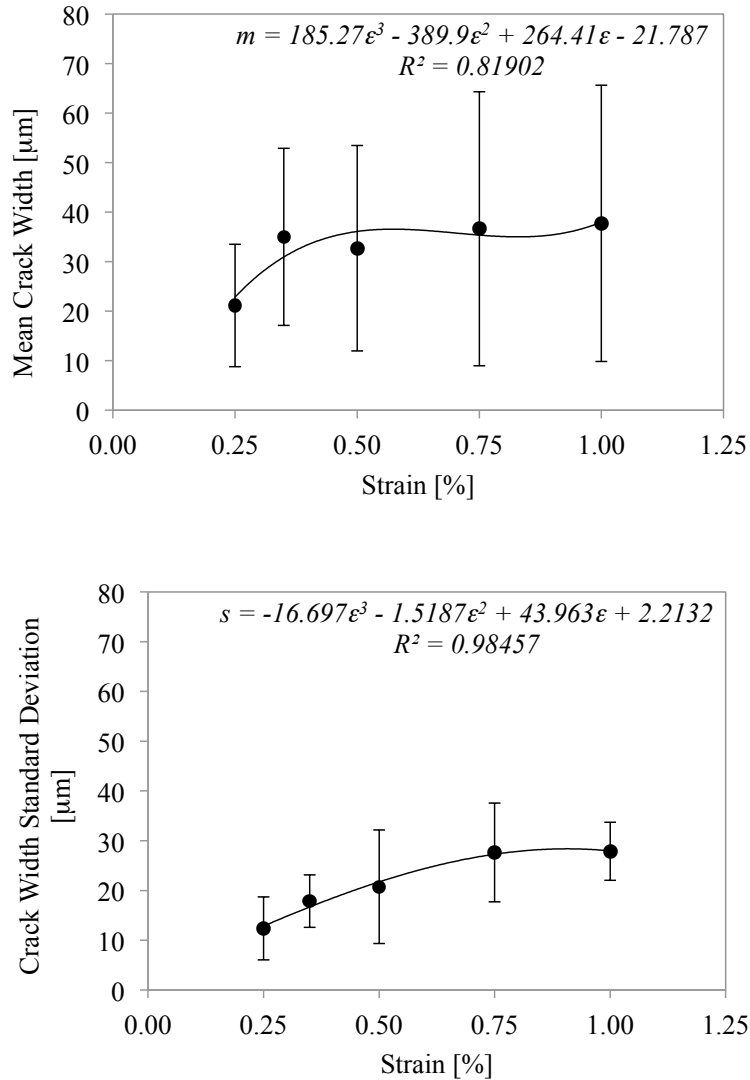 80
m = 185.27ε³ - 389.9ε² + 264.41ε - 21.787
R² = 0.81902
70
60
50
40
30
20
10
0
Mean Crack Width [µm]
0.00 0.25 0.50 0.75 1.00 1.25
Strain [%]
80
s = -16.697ε³ - 1.5187ε² + 43.963ε + 2.2132
R² = 0.98457
70
60
50
40
30
20
10
0
Crack Width Standard Deviation
[µm]
0.00 0.25 0.50 0.75 1.00 1.25
Strain [%]